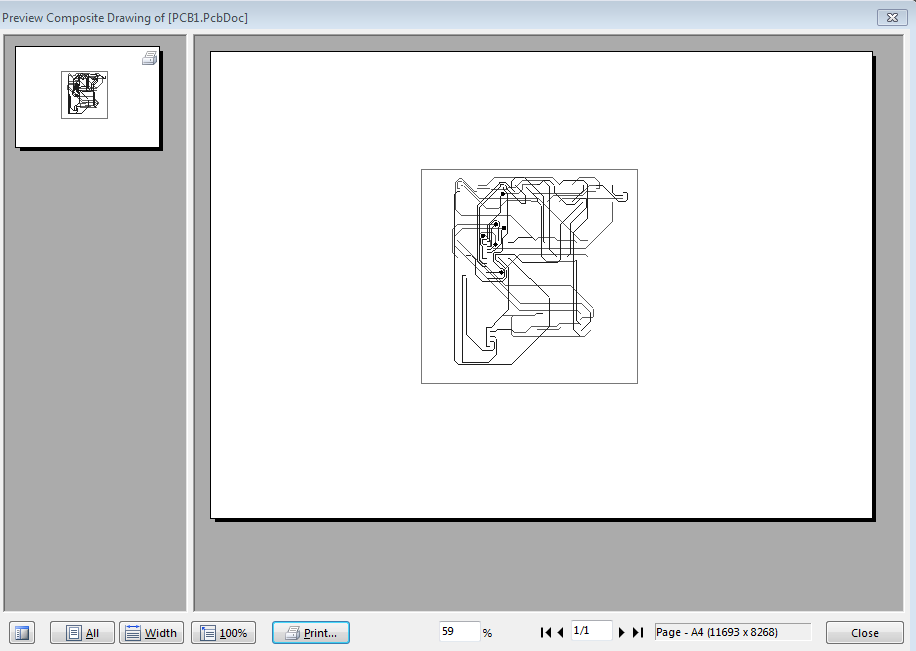 Preview Composite Drawing of [PCB1.PcbDoc]
All
Width
100%
Print...
59 %
1/1
Page - A4 (11693 x 8268)
Close